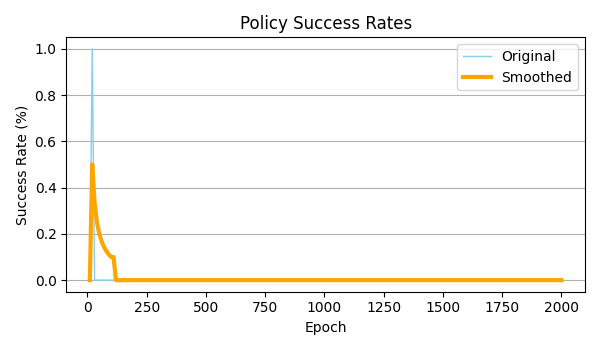 Policy Success Rates
Original
Smoothed
Success Rate (%)
1.0
0.8
0.6
0.4
0.2
0.0
0 250 500 750 1000 1250 1500 1750 2000
Epoch